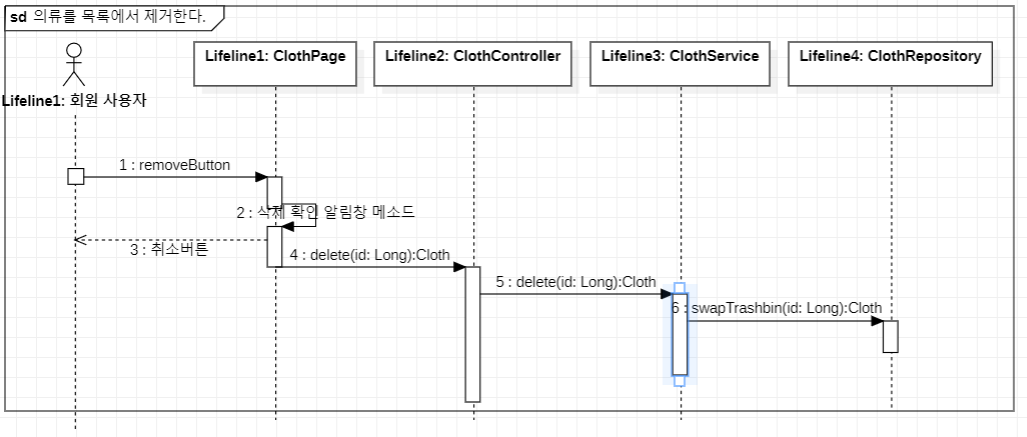 sd 의류를 목록에서 제거한다.
Lifeline1: ClothPage
Lifeline2: ClothController
Lifeline3: ClothService
Lifeline4: ClothRepository
Lifeline1: 회원 사용자
1 : removeButton
2 : 삭제 확인 알림창 메소드
3 : 취소버튼
4 : delete(id: Long):Cloth
5 : delete(id: Long):Cloth
6 : swapTrashbin(id: Long):Cloth